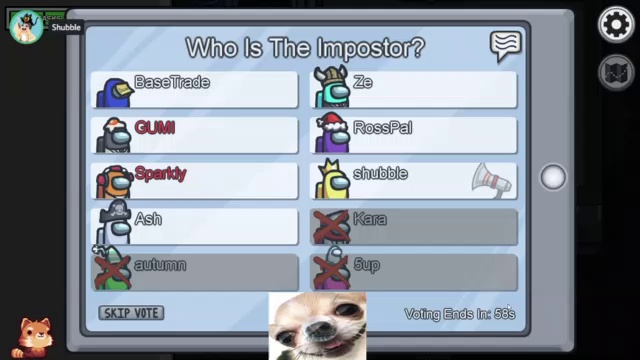 Shubble
Who Is The Impostor?
BaseTrade
Ze
GUMI
RossPal
Sparkly
shubble
Ash
Kara
autumn
5up
SKIP VOTE
Voting Ends In: 58s